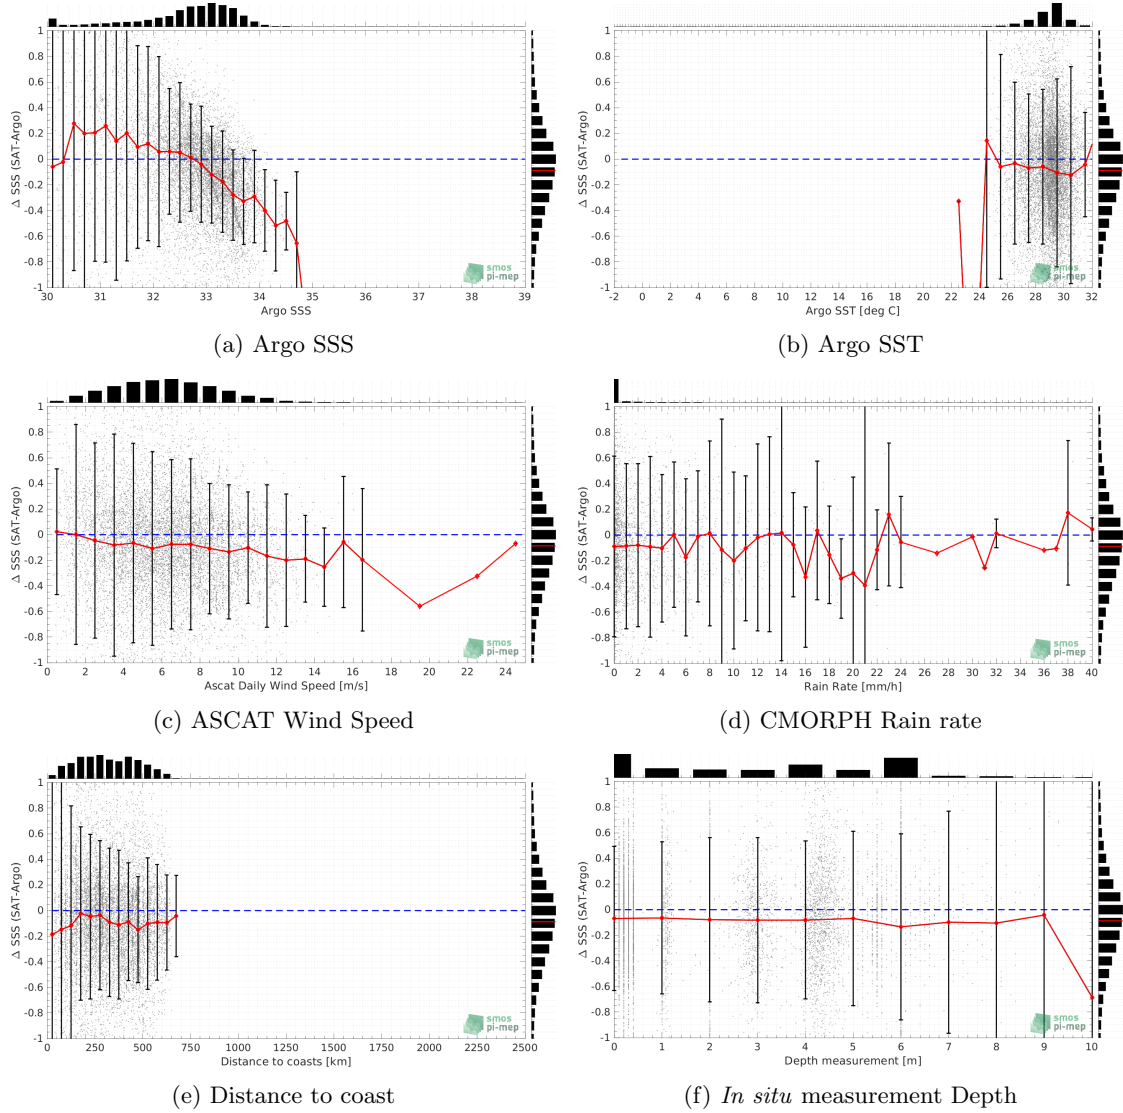 1
0.8
0.6
0.4
0.2
0
-0.2
-0.4
-0.6
-0.8
-1
Δ SSS (SAT-Argo)
30 31 32 33 34 35 36 37 38 39
Argo SSS
smos
pi-mep
(a) Argo SSS
1
0.8
0.6
0.4
0.2
0
-0.2
-0.4
-0.6
-0.8
-1
Δ SSS (SAT-Argo)
-2 0 2 4 6 8 10 12 14 16 18 20 22 24 26 28 30 32
Argo SST [deg C]
smos
pi-mep
(b) Argo SST
1
0.8
0.6
0.4
0.2
0
-0.2
-0.4
-0.6
-0.8
-1
Δ SSS (SAT-Argo)
0 2 4 6 8 10 12 14 16 18 20 22 24
Ascat Daily Wind Speed [m/s]
smos
pi-mep
(c) ASCAT Wind Speed
1
0.8
0.6
0.4
0.2
0
-0.2
-0.4
-0.6
-0.8
-1
Δ SSS (SAT-Argo)
0 2 4 6 8 10 12 14 16 18 20 22 24 26 28 30 32 34 36 38 40
Rain Rate [mm/h]
smos
pi-mep
(d) CMORPH Rain rate
1
0.8
0.6
0.4
0.2
0
-0.2
-0.4
-0.6
-0.8
-1
Δ SSS (SAT-Argo)
0 250 500 750 1000 1250 1500 1750 2000 2250 2500
Distance to coasts [km]
smos
pi-mep
(e) Distance to coast
1
0.8
0.6
0.4
0.2
0
-0.2
-0.4
-0.6
-0.8
-1
Δ SSS (SAT-Argo)
0 1 2 3 4 5 6 7 8 9 10
Depth measurement [m]
smos
pi-mep
(f) In situ measurement Depth